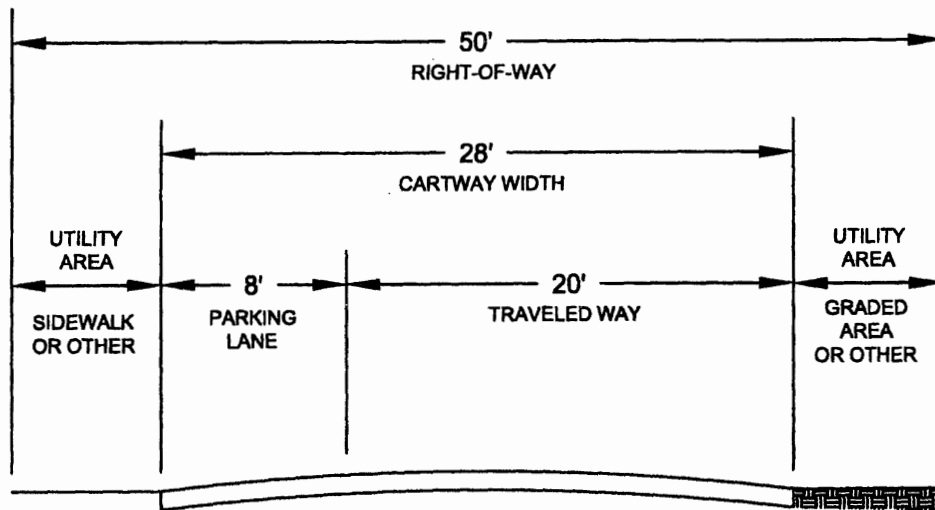 50'
RIGHT-OF-WAY
28'
CARTWAY WIDTH
UTILITY
AREA
SIDEWALK
OR OTHER
8'
PARKING
LANE
20'
TRAVELED WAY
UTILITY
AREA
GRADED
AREA
OR OTHER